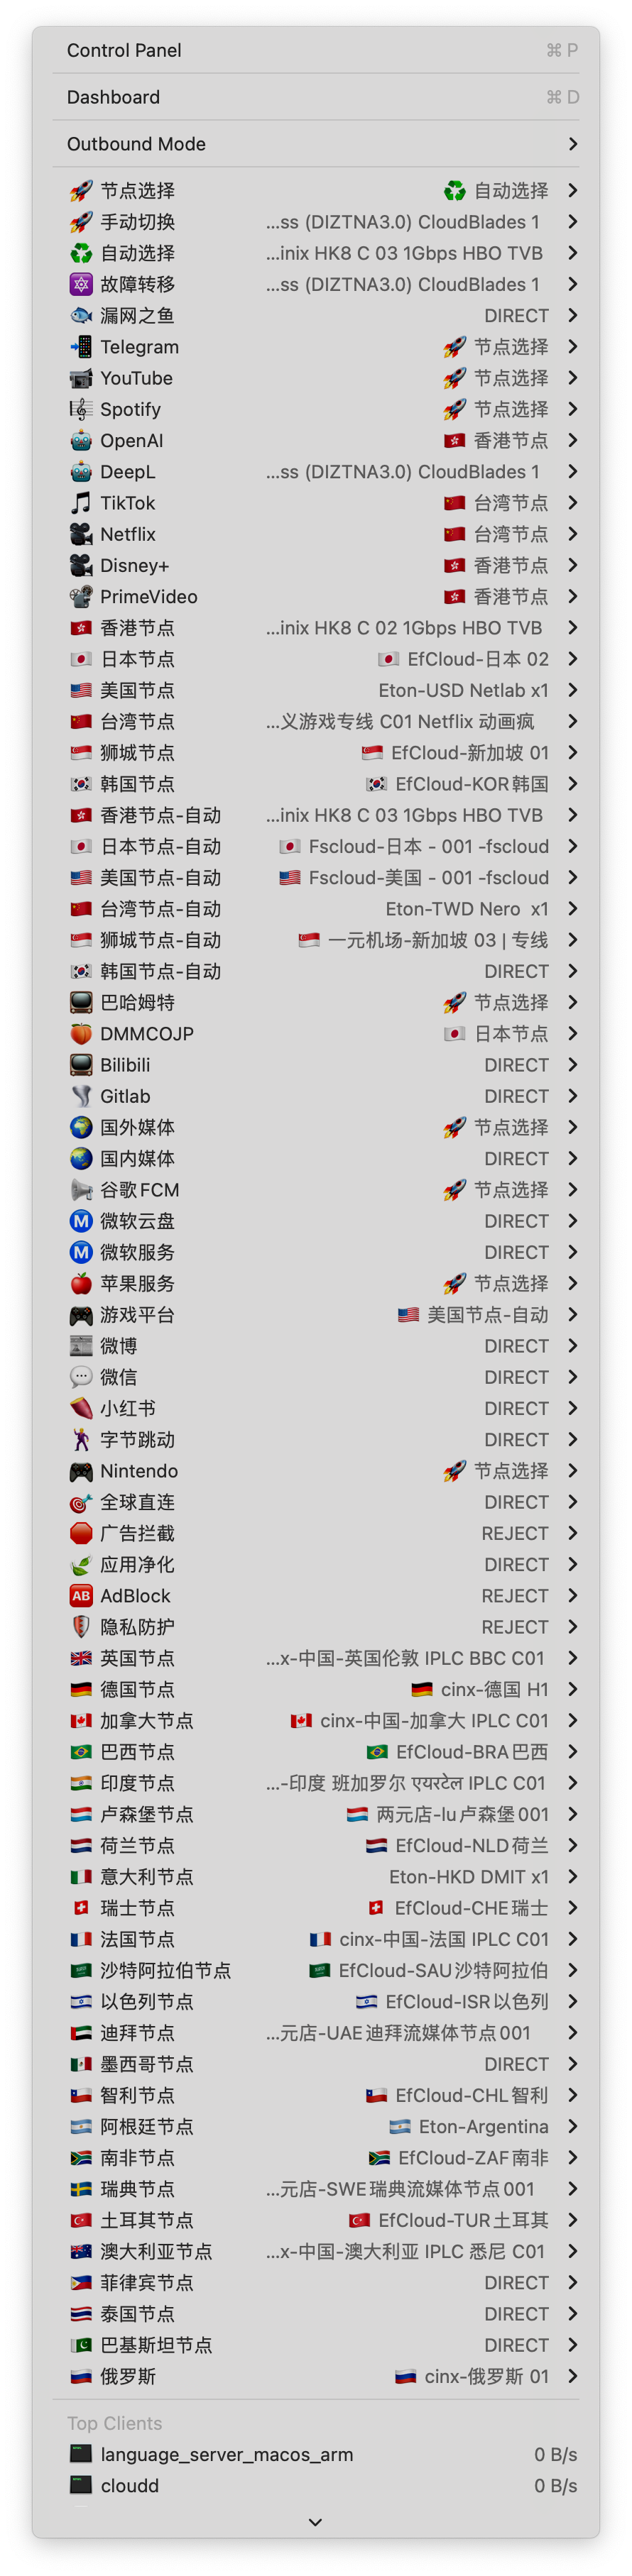 Control Panel ⌘ P
Dashboard ⌘ D
Outbound Mode
🚀 节点选择 ♻️ 自动选择
🚀 手动切换 ...ss (DIZTNA3.0) CloudBlades 1
♻️ 自动选择 ...inix HK8 C 03 1Gbps HBO TVB
🔯 故障转移 ...ss (DIZTNA3.0) CloudBlades 1
🐟 漏网之鱼 DIRECT
📲 Telegram 🚀 节点选择
📹 YouTube 🚀 节点选择
🎼 Spotify 🚀 节点选择
🤖 OpenAI 🇭🇰 香港节点
🤖 DeepL ...ss (DIZTNA3.0) CloudBlades 1
🎵 TikTok 🇨🇳 台湾节点
🎥 Netflix 🇨🇳 台湾节点
🎥 Disney+ 🇭🇰 香港节点
📽️ PrimeVideo 🇭🇰 香港节点
🇭🇰 香港节点 ...inix HK8 C 02 1Gbps HBO TVB
🇯🇵 日本节点 🇯🇵 EfCloud-日本 02
🇺🇸 美国节点 Eton-USD Netlab x1
🇨🇳 台湾节点 ...义游戏专线 C01 Netflix 动画疯
🇸🇬 狮城节点 🇸🇬 EfCloud-新加坡 01
🇰🇷 韩国节点 🇰🇷 EfCloud-KOR韩国
🇭🇰 香港节点-自动 ...inix HK8 C 03 1Gbps HBO TVB
🇯🇵 日本节点-自动 🇯🇵 Fscloud-日本 - 001 -fscloud
🇺🇸 美国节点-自动 🇺🇸 Fscloud-美国 - 001 -fscloud
🇨🇳 台湾节点-自动 Eton-TWD Nero  x1
🇸🇬 狮城节点-自动 🇸🇬 一元机场-新加坡 03 | 专线
🇰🇷 韩国节点-自动 DIRECT
📺 巴哈姆特 🚀 节点选择
🍑 DMMCOJP 🇯🇵 日本节点
📺 Bilibili DIRECT
🌪️ Gitlab DIRECT
🌍 国外媒体 🚀 节点选择
🌏 国内媒体 DIRECT
📢 谷歌FCM 🚀 节点选择
Ⓜ️ 微软云盘 DIRECT
Ⓜ️ 微软服务 DIRECT
🍎 苹果服务 🚀 节点选择
🎮 游戏平台 🇺🇸 美国节点-自动
微博 DIRECT
💬 微信 DIRECT
🍠 小红书 DIRECT
🕺 字节跳动 DIRECT
🎮 Nintendo 🚀 节点选择
🎯 全球直连 DIRECT
🛑 广告拦截 REJECT
🍃 应用净化 DIRECT
🆎 AdBlock REJECT
🛡️ 隐私防护 REJECT
🇬🇧 英国节点 ...x-中国-英国伦敦 IPLC BBC C01
🇩🇪 德国节点 🇩🇪 cinx-德国 H1
🇨🇦 加拿大节点 🇨🇦 cinx-中国-加拿大 IPLC C01
🇧🇷 巴西节点 🇧🇷 EfCloud-BRA巴西
🇮🇳 印度节点 ...-印度 班加罗尔 एयरटेल IPLC C01
🇱🇺 卢森堡节点 🇱🇺 两元店-lu卢森堡001
🇳🇱 荷兰节点 🇳🇱 EfCloud-NLD荷兰
🇮🇹 意大利节点 Eton-HKD DMIT x1
🇨🇭 瑞士节点 🇨🇭 EfCloud-CHE瑞士
🇫🇷 法国节点 🇫🇷 cinx-中国-法国 IPLC C01
🇸🇦 沙特阿拉伯节点 🇸🇦 EfCloud-SAU沙特阿拉伯
🇮🇱 以色列节点 🇮🇱 EfCloud-ISR以色列
🇦🇪 迪拜节点 ...元店-UAE迪拜流媒体节点001
🇲🇽 墨西哥节点 DIRECT
🇨🇱 智利节点 🇨🇱 EfCloud-CHL智利
🇦🇷 阿根廷节点 🇦🇷 Eton-Argentina
🇿🇦 南非节点 🇿🇦 EfCloud-ZAF南非
🇸🇪 瑞典节点 ...元店-SWE瑞典流媒体节点001
🇹🇷 土耳其节点 🇹🇷 EfCloud-TUR土耳其
🇦🇺 澳大利亚节点 ...x-中国-澳大利亚 IPLC 悉尼 C01
🇵🇭 菲律宾节点 DIRECT
🇹🇭 泰国节点 DIRECT
🇵🇰 巴基斯坦节点 DIRECT
🇷🇺 俄罗斯 🇷🇺 cinx-俄罗斯 01
Top Clients
language_server_macos_arm 0 B/s
cloudd 0 B/s